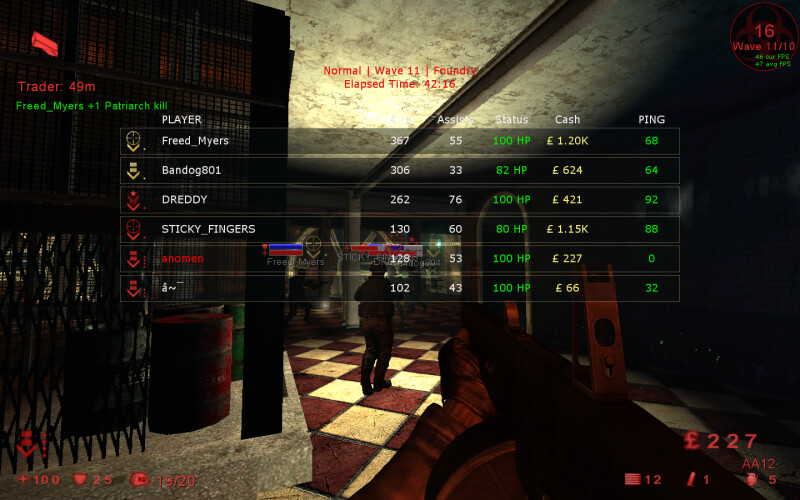 16
Wave 11/10
46 cur FPS
47 avg FPS
Normal | Wave 11 | Foundry
Elapsed Time: 42:16
Trader: 49m
Freed_Myers +1 Patriarch kill
PLAYER Assists Status Cash PING
Freed_Myers 367 55 100 HP £ 1.20K 68
Bandog801 306 33 82 HP £ 624 64
DREDDY 262 76 100 HP £ 421 92
STICKY_FINGERS 130 60 80 HP £ 1.15K 88
anomen 128 53 100 HP £ 227 0
Freed_Myers
â~¯ 102 43 100 HP £ 66 32
£ 227
AA12
+ 100 25 19/20 12 1 5